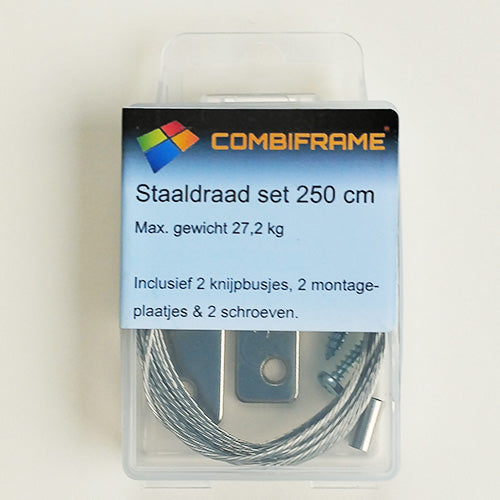 COMBIFRAME®
Staaldraad set 250 cm
Max. gewicht 27,2 kg
Inclusief 2 knijpbusjes, 2 montage-
plaatjes & 2 schroeven.